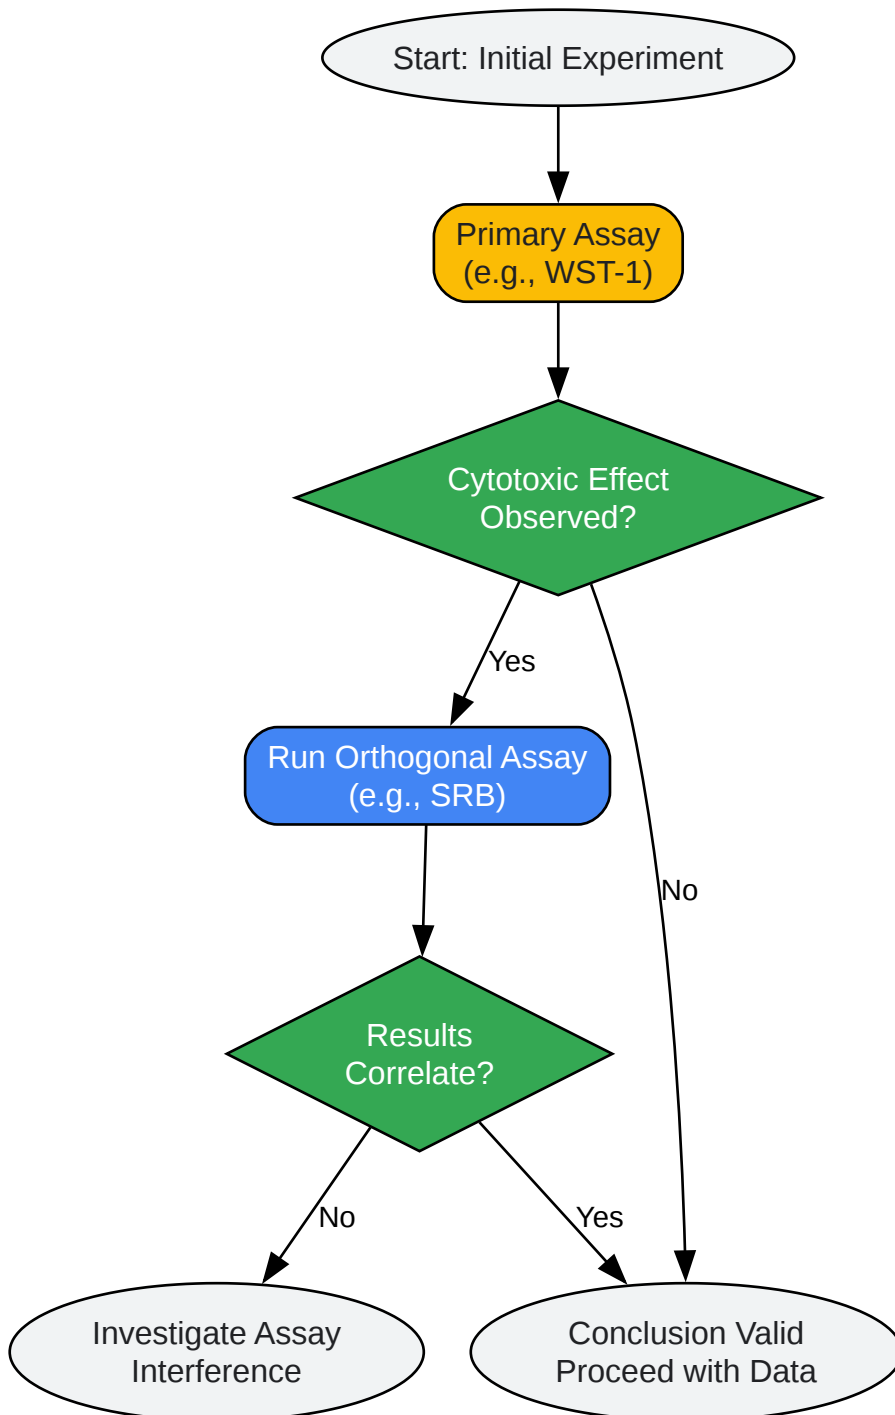 Start: Initial Experiment
Primary Assay
(e.g., WST-1)
Cytotoxic Effect
Observed?
Yes
Run Orthogonal Assay
(e.g., SRB)
No
Results
Correlate?
No
Yes
Investigate Assay
Interference
Conclusion Valid
Proceed with Data